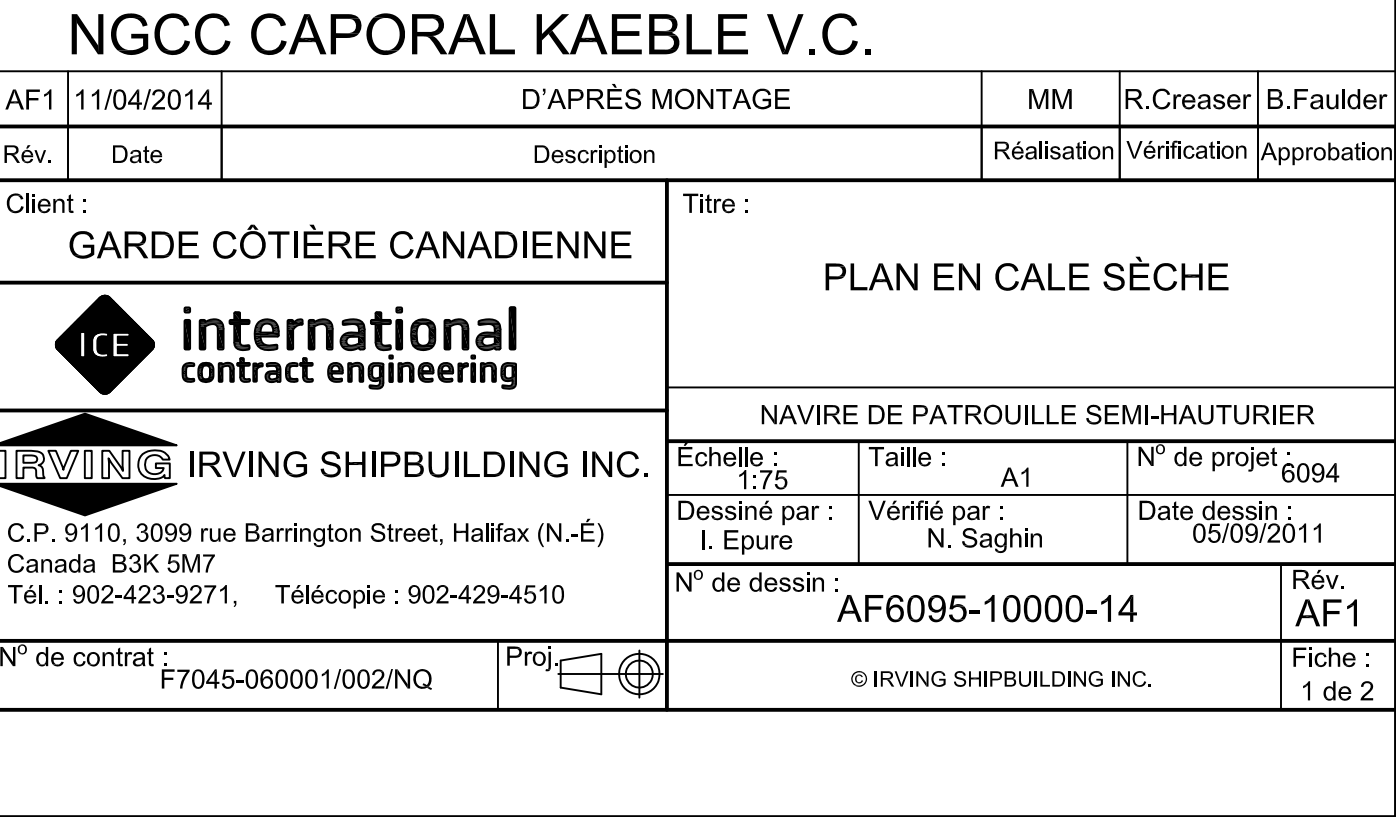 NGCC CAPORAL KAEBLE V.C.
AF1 11/04/2014 D'APRÈS MONTAGE MM R.Creaser B.Faulder
Rév. Date Description Réalisation Vérification Approbation
Client :
GARDE CÔTIÈRE CANADIENNE
ICE international
contract engineering
IRVING IRVING SHIPBUILDING INC.
C.P. 9110, 3099 rue Barrington Street, Halifax (N.-É)
Canada B3K 5M7
Tél. : 902-423-9271, Télécopie : 902-429-4510
N° de contrat :
F7045-060001/002/NQ
Proj.
Titre :
PLAN EN CALE SÈCHE
NAVIRE DE PATROUILLE SEMI-HAUTURIER
Échelle :
1:75
Taille :
A1
N° de projet :
6094
Dessiné par :
I. Epure
Vérifié par :
N. Saghin
Date dessin :
05/09/2011
N° de dessin :
AF6095-10000-14
Rév.
AF1
© IRVING SHIPBUILDING INC.
Fiche :
1 de 2